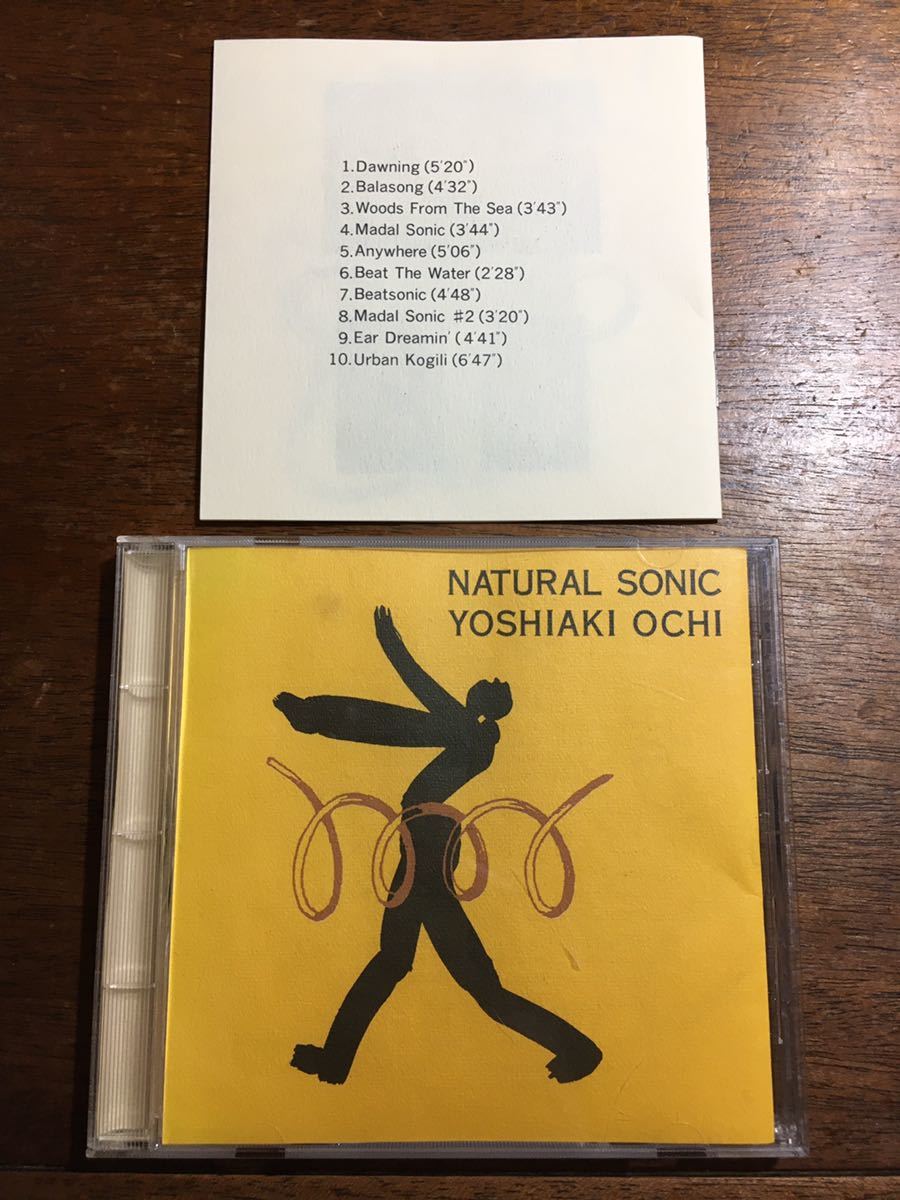 1.Dawning (5'20")
2.Balasong (4'32")
3.Woods From The Sea (3'43")
4.Madal Sonic (3'44")
5.Anywhere (5'06")
6.Beat The Water (2'28")
7.Beatsonic (4'48")
8.Madal Sonic #2 (3'20")
9.Ear Dreamin' (4'41")
10.Urban Kogili (6'47")
NATURAL SONIC
YOSHIAKI OCHI